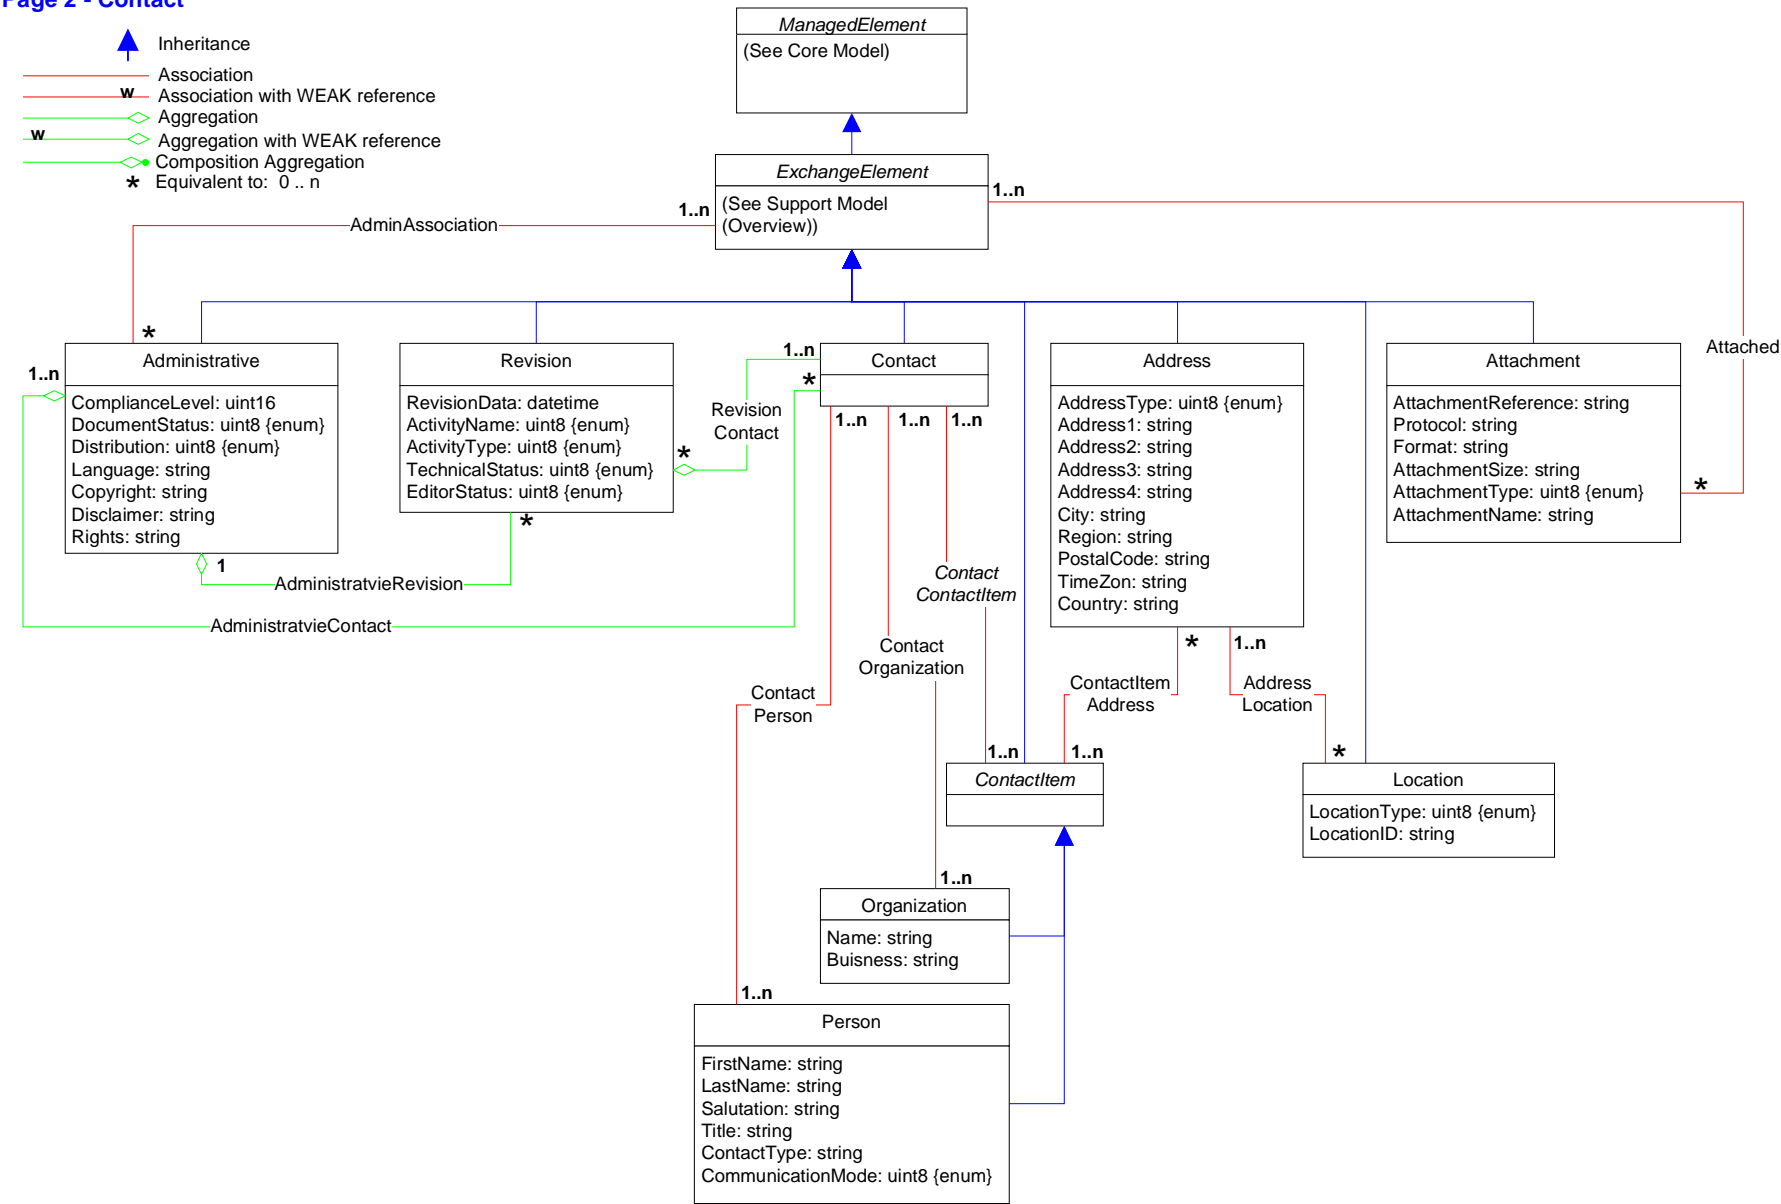 Page 2 - Contact
Inheritance
Association
w Association with WEAK reference
Aggregation
w Aggregation with WEAK reference
Composition Aggregation
* Equivalent to: 0 .. n
ManagedElement
(See Core Model)
ExchangeElement
(See Support Model
(Overview))
1..n
1..n
AdminAssociation
*
Attached
*
Administrative
1..n
ComplianceLevel: uint16
DocumentStatus: uint8 {enum}
Distribution: uint8 {enum}
Language: string
Copyright: string
Disclaimer: string
Rights: string
1
AdministratvieRevision
AdministratvieContact
Revision
RevisionData: datetime
ActivityName: uint8 {enum}
ActivityType: uint8 {enum}
TechnicalStatus: uint8 {enum}
EditorStatus: uint8 {enum}
*
*
Revision
Contact
1..n
*
Contact
1..n
1..n
1..n
Contact
ContactItem
Contact
Organization
Contact
Person
Address
AddressType: uint8 {enum}
Address1: string
Address2: string
Address3: string
Address4: string
City: string
Region: string
PostalCode: string
TimeZon: string
Country: string
*
1..n
ContactItem
Address
Address
Location
Attachment
AttachmentReference: string
Protocol: string
Format: string
AttachmentSize: string
AttachmentType: uint8 {enum}
AttachmentName: string
1..n
1..n
*
ContactItem
Location
LocationType: uint8 {enum}
LocationID: string
1..n
Organization
Name: string
Buisness: string
1..n
Person
FirstName: string
LastName: string
Salutation: string
Title: string
ContactType: string
CommunicationMode: uint8 {enum}